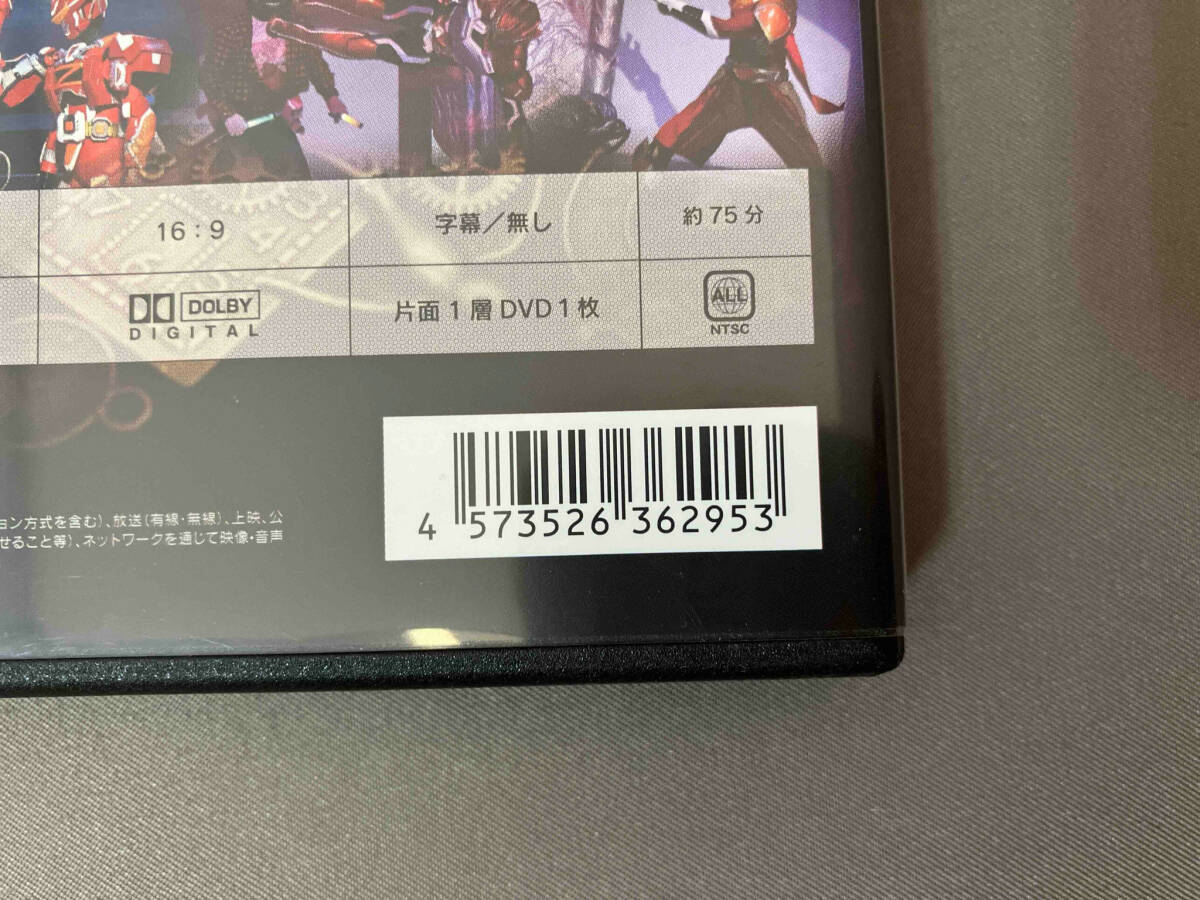 16:9
字幕／無し
約75分
DOLBY
DIGITAL
片面1層DVD1枚
ALL
NTSC
4 573526 362953
ョン方式を含む)、放送(有線・無線)、上映、公
せること等)、ネットワークを通じて映像・音声